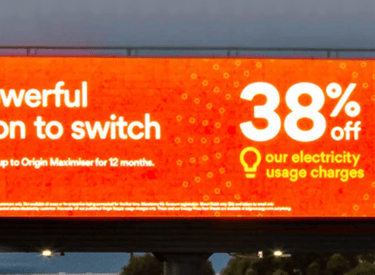 werful
on to switch
up to Origin Maximiser for 12 months.
38%
off
our electricity
usage charges